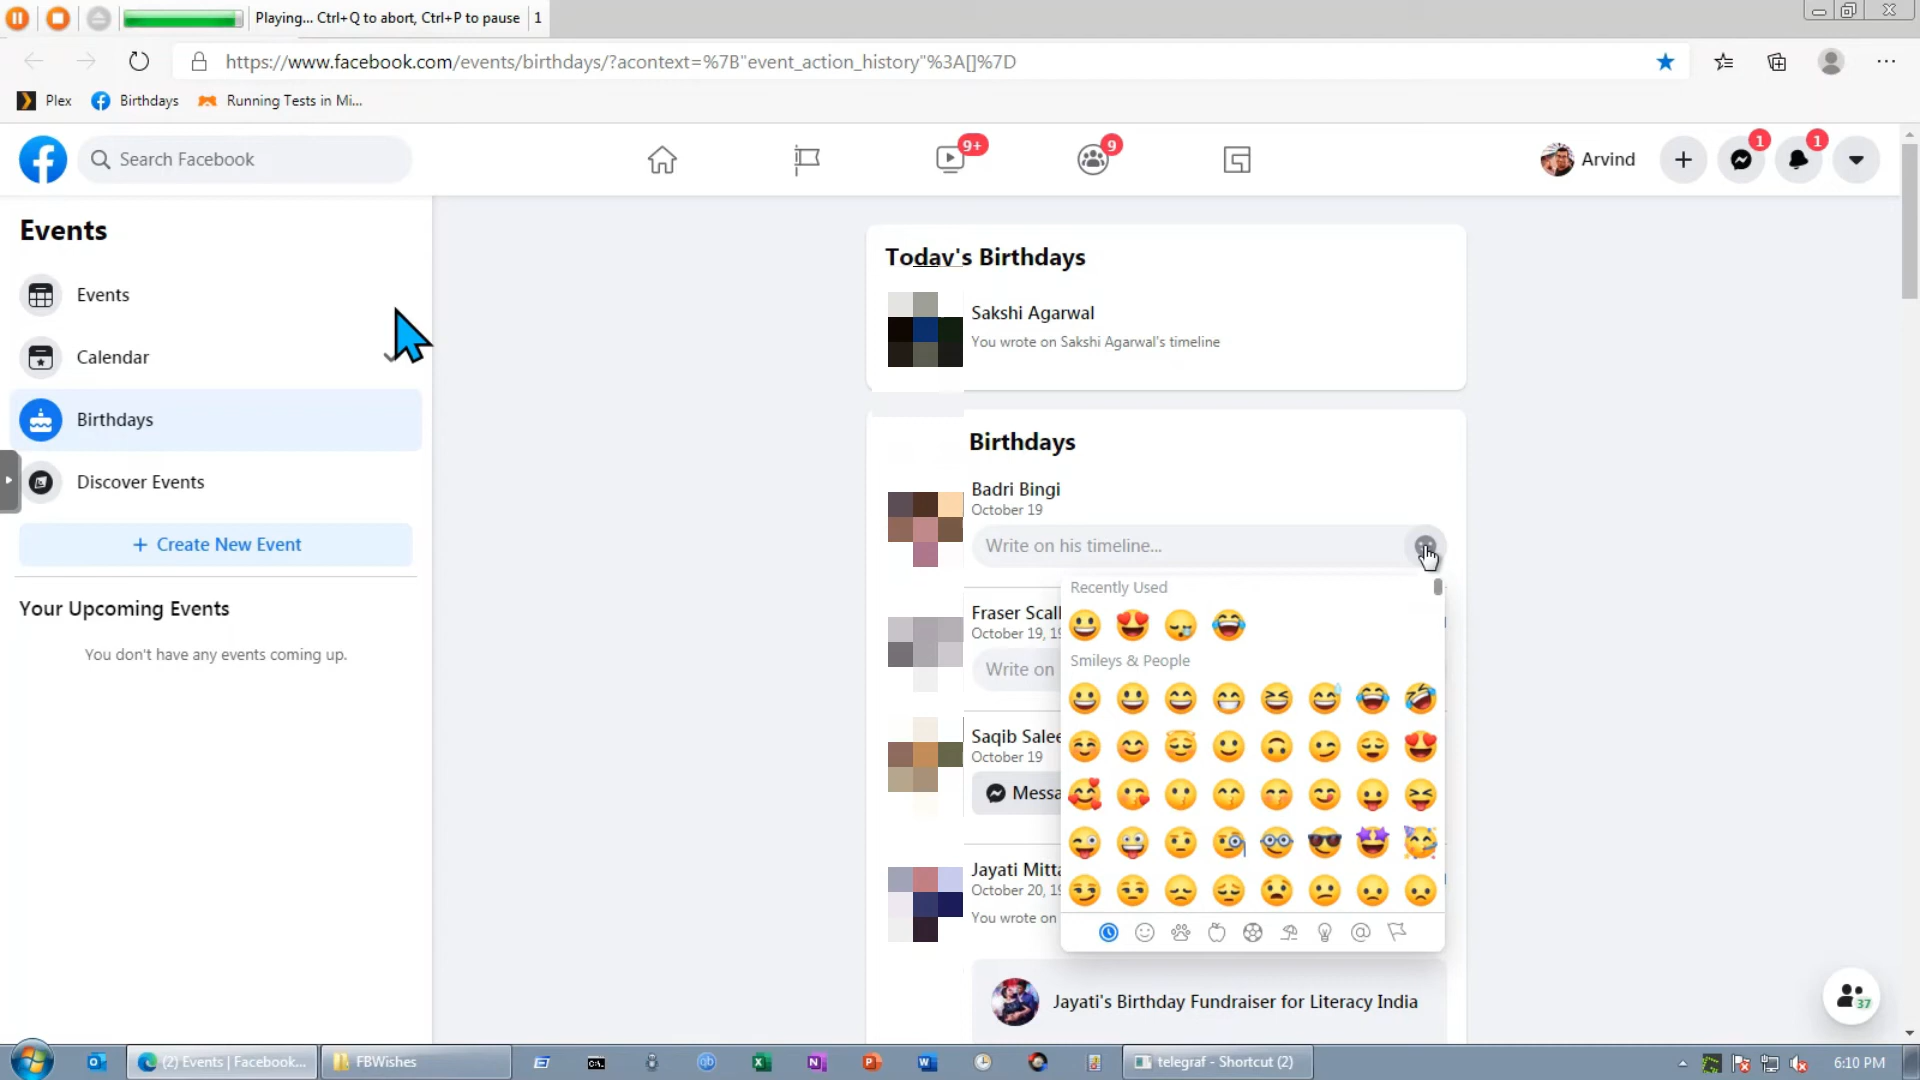 Playing... Ctrl+Q to abort, Ctrl+P to pause 1
https://www.facebook.com/events/birthdays/?acontext=%7B"event_action_history"%3A[]%7D
Plex Birthdays Running Tests in Mi...
Search Facebook
9+
9
Arvind
1
1
Events
Events
Calendar
Birthdays
Discover Events
+ Create New Event
Your Upcoming Events
You don't have any events coming up.
Today's Birthdays
Sakshi Agarwal
You wrote on Sakshi Agarwal's timeline
Birthdays
Badri Bingi
October 19
Write on his timeline...
Recently Used
Smileys & People
Fraser Scall
October 19, 19
Write on
Saqib Salee
October 19
Messa
Jayati Mitta
October 20, 19
You wrote on
Jayati's Birthday Fundraiser for Literacy India
37
(2) Events | Facebook...
FBWishes
telegraf - Shortcut (2)
6:10 PM